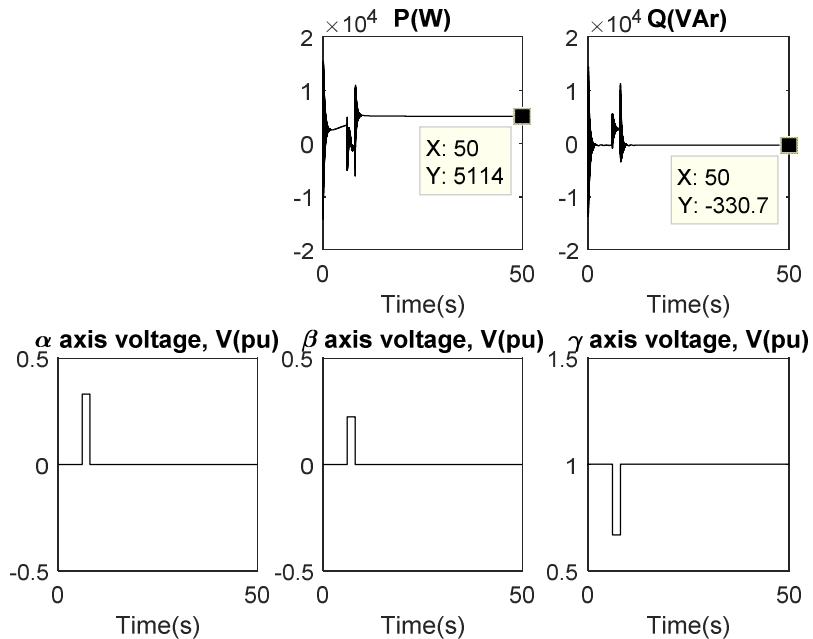 ×10⁴ P(W)
2
1
0
-1
-2
X: 50
Y: 5114
0 50
Time(s)
×10⁴ Q(VAr)
2
1
0
-1
-2
X: 50
Y: -330.7
0 50
Time(s)
α axis voltage, V(pu)
0.5
0
-0.5
0 50
Time(s)
β axis voltage, V(pu)
0.5
0
-0.5
0 50
Time(s)
γ axis voltage, V(pu)
1.5
1
0.5
0 50
Time(s)